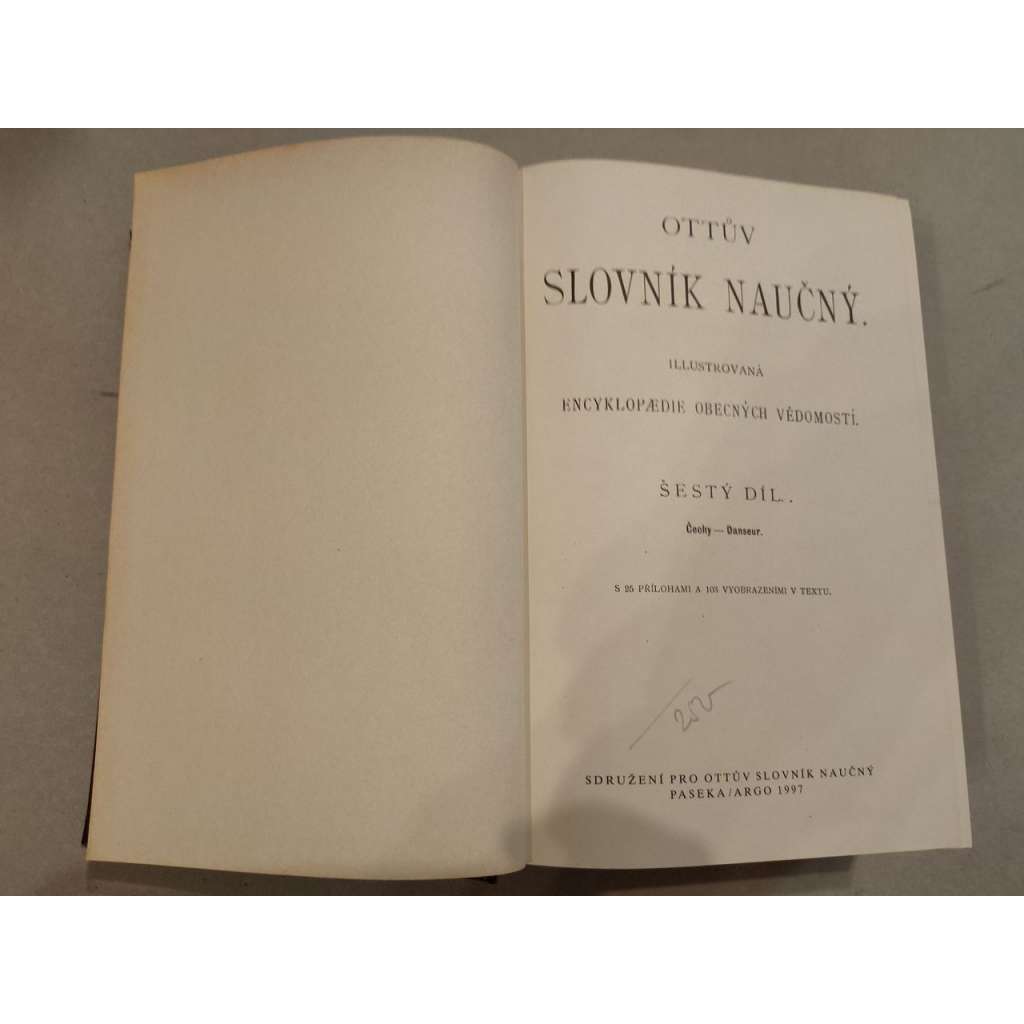 OTTŮV
SLOVNÍK NAUČNÝ.
ILLUSTROVANÁ
ENCYKLOPÆDIE OBECNÝCH VĚDOMOSTÍ.
ŠESTÝ DÍL.
Čechy — Danseur.
S 25 PŘÍLOHAMI A 103 VYOBRAZENÍMI V TEXTU.
SDRUŽENÍ PRO OTTŮV SLOVNÍK NAUČNÝ
PASEKA/ARGO 1997